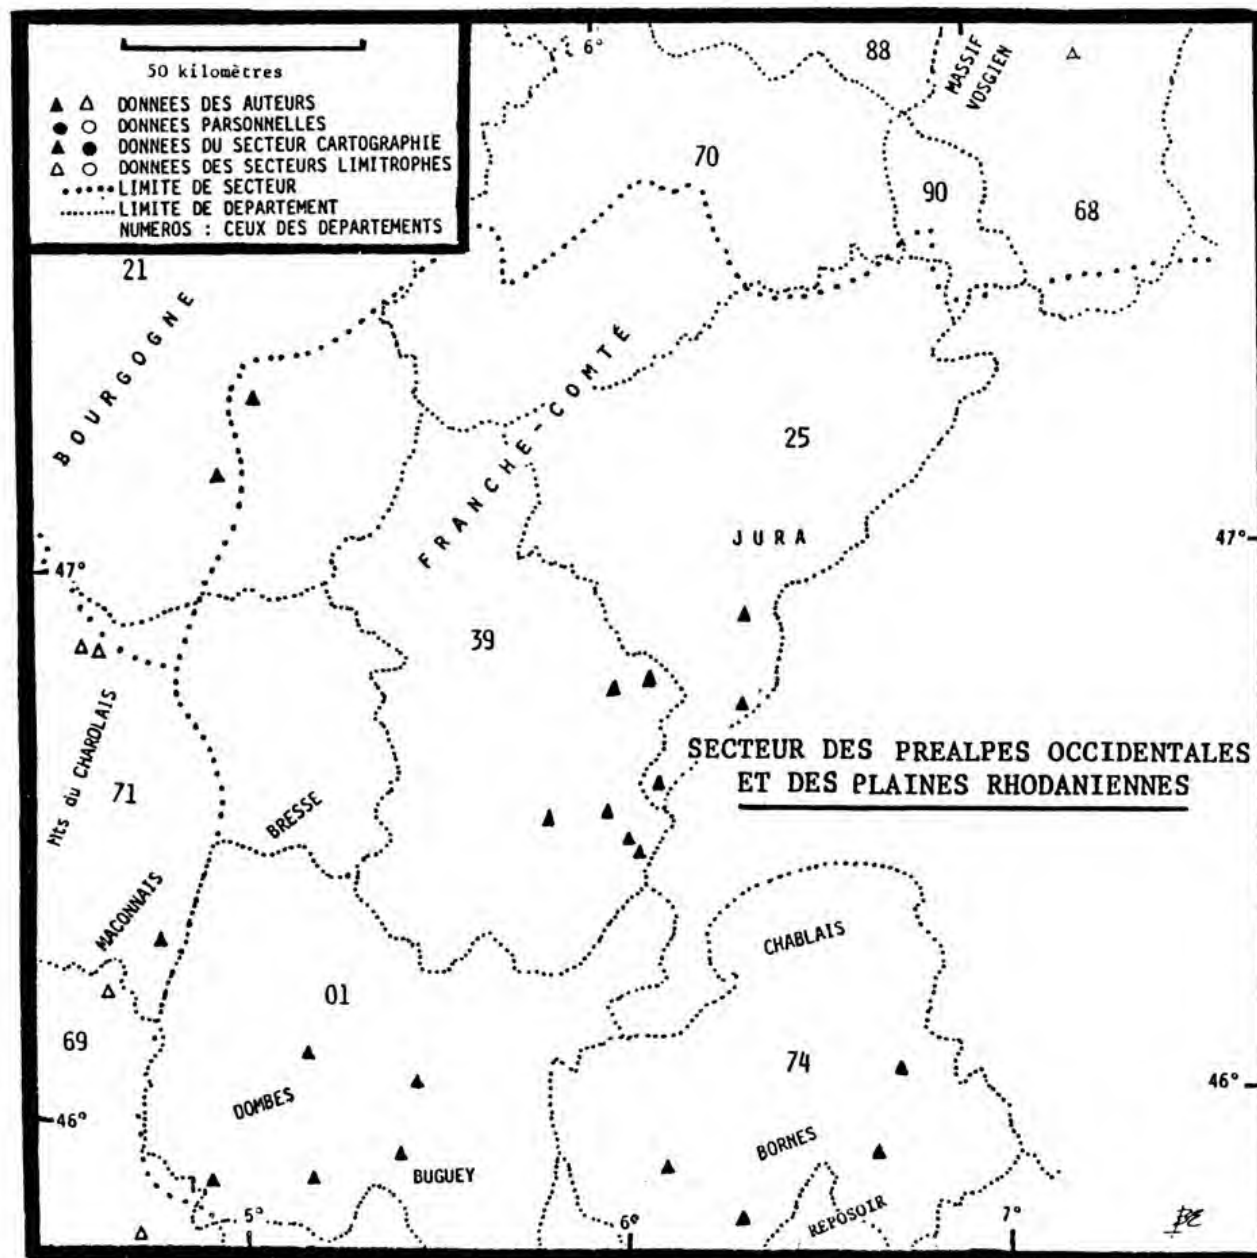 50 kilomètres
DONNEES DES AUTEURS
DONNEES PARSONNELLES
DONNEES DU SECTEUR CARTOGRAPHIE
DONNEES DES SECTEURS LIMITROPHES
LIMITE DE SECTEUR
LIMITE DE DEPARTEMENT
NUMEROS : CEUX DES DEPARTEMENTS
6°
88
MASSIF
VOSGIEN
70
90
68
21
BOURGOGNE
FRANCHE-COMTÉ
25
JURA
47°
47°
39
SECTEUR DES PREALPES OCCIDENTALES
ET DES PLAINES RHODANIENNES
Mts du CHAROLAIS
71
BRESSE
MACONNAIS
CHABLAIS
01
69
74
DOMBES
46°
46°
BORNES
BUGUEY
REPOSOIR
5°
6°
7°